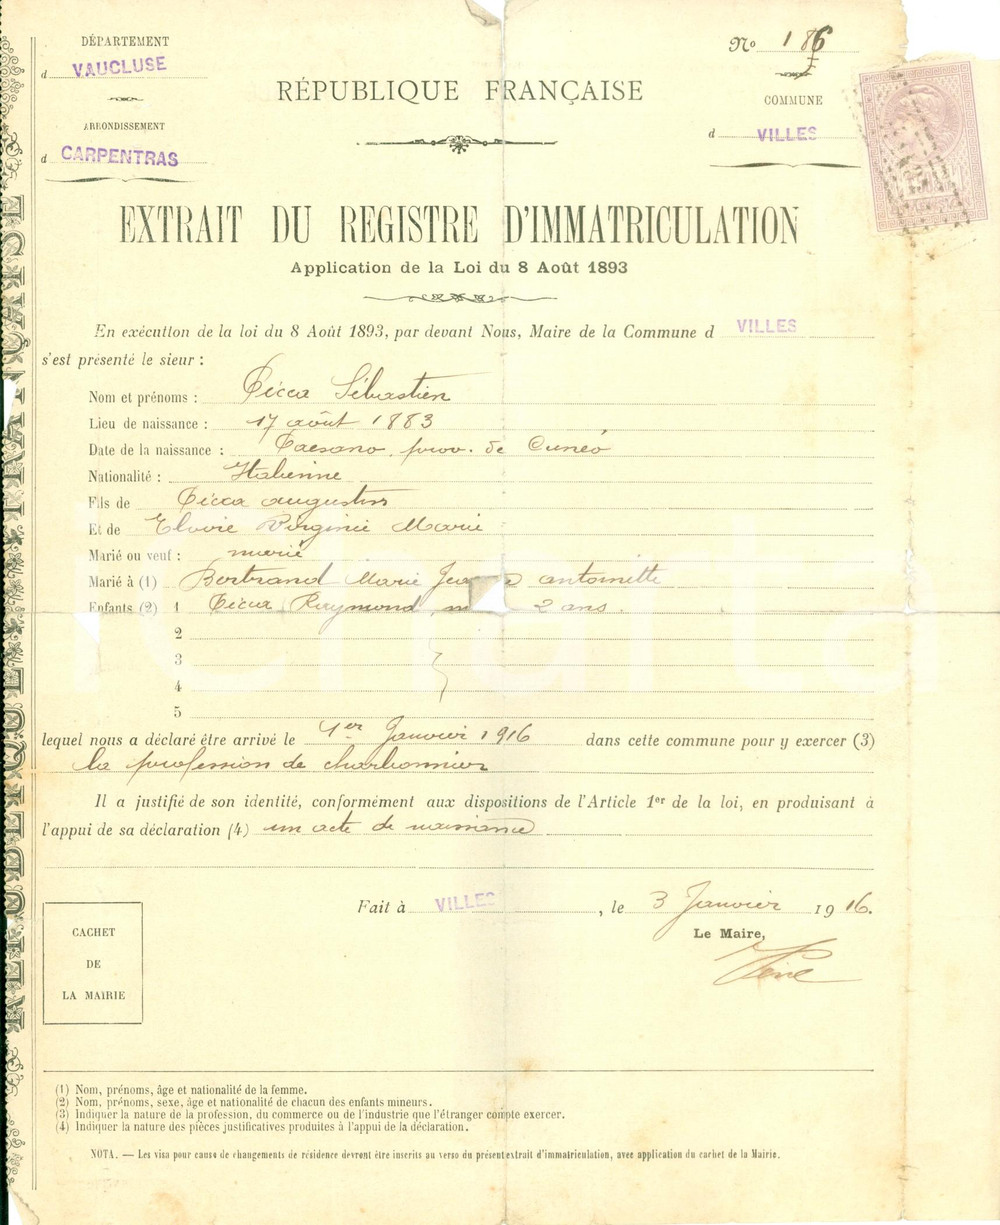 DÉPARTEMENT
d VAUCLUSE
ARRONDISSEMENT
d CARPENTRAS
RÉPUBLIQUE FRANÇAISE
No 186
COMMUNE
d VILLES
EXTRAIT DU REGISTRE D'IMMATRICULATION
Application de la Loi du 8 Août 1893
En exécution de la loi du 8 Août 1893, par devant Nous, Maire de la Commune d VILLES
s'est présenté le sieur :
Nom et prénoms : Cicca Sébastien
Lieu de naissance : 17 août 1883
Date de la naissance : Paesano prov. de Cunéo
Nationalité : Italienne
Fils de Cicca augustin
Et de Virginie Marie
Marié ou veuf : marié
Marié à (1) Bertrand Marie antoinette
Enfants (2) 1 Cicca Raymond 2 ans.
2
3
4
5
lequel nous a déclaré être arrivé le 1er Janvier 1916 dans cette commune pour y exercer (3)
la profession de charbonnier
Il a justifié de son identité, conformément aux dispositions de l'Article 1er de la loi, en produisant à
l'appui de sa déclaration (4) un acte de naissance
Fait à VILLES, le 3 Janvier 1916.
Le Maire,
CACHET
DE
LA MAIRIE
(1) Nom, prénoms, âge et nationalité de la femme.
(2) Nom, prénoms, sexe, âge et nationalité de chacun des enfants mineurs.
(3) Indiquer la nature de la profession, du commerce ou de l'industrie que l'étranger compte exercer.
(4) Indiquer la nature des pièces justificatives produites à l'appui de la déclaration.
NOTA. — Les visa pour cause de changements de résidence devront être inscrits au verso du présent extrait d'immatriculation, avec application du cachet de la Mairie.